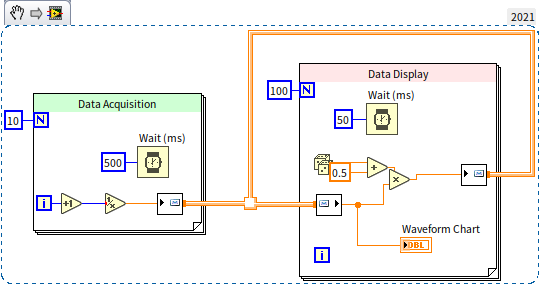 2021
Data Acquisition
10
N
Wait (ms)
500
i
+1
1/x
Data Display
100
N
Wait (ms)
50
0.5
+
×
Waveform Chart
DBL
i